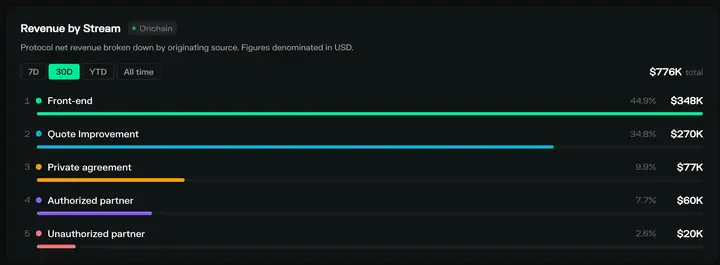 Revenue by Stream Onchain
Protocol net revenue broken down by originating source. Figures denominated in USD.
7D 30D YTD All time $776K total
1 Front-end 44.9% $348K
2 Quote Improvement 34.8% $270K
3 Private agreement 9.9% $77K
4 Authorized partner 7.7% $60K
5 Unauthorized partner 2.6% $20K